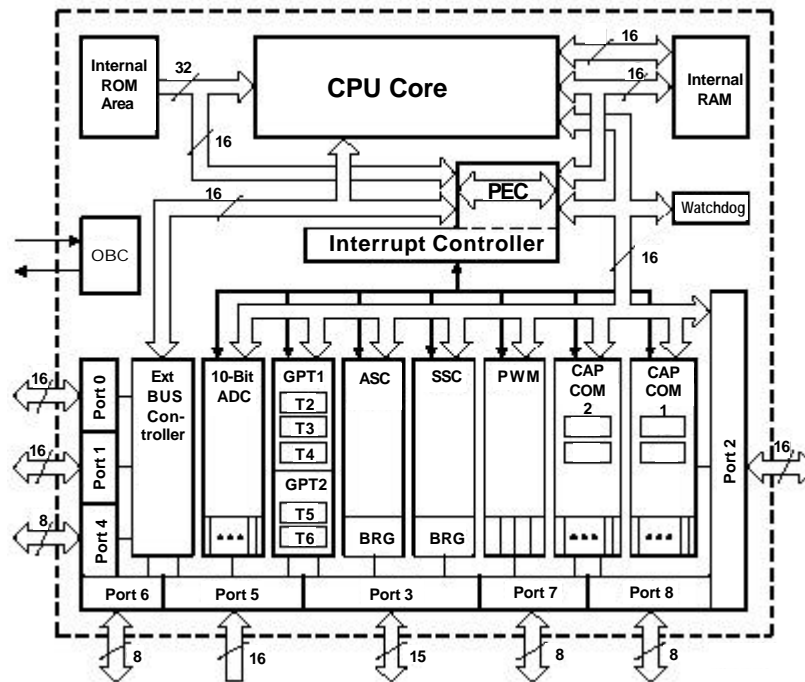 16
Internal
ROM
Area
32
CPU Core
16
Internal
RAM
16
16
PEC
Watchdog
OBC
Interrupt Controller
16
Port 0
Port 1
Port 4
16
16
8
Ext
BUS
Con-
troller
10-Bit
ADC
GPT1
T2
T3
T4
GPT2
T5
T6
ASC
BRG
SSC
BRG
PWM
CAP
COM
2
CAP
COM
1
Port 2
16
Port 6
Port 5
Port 3
Port 7
Port 8
8
16
15
8
8